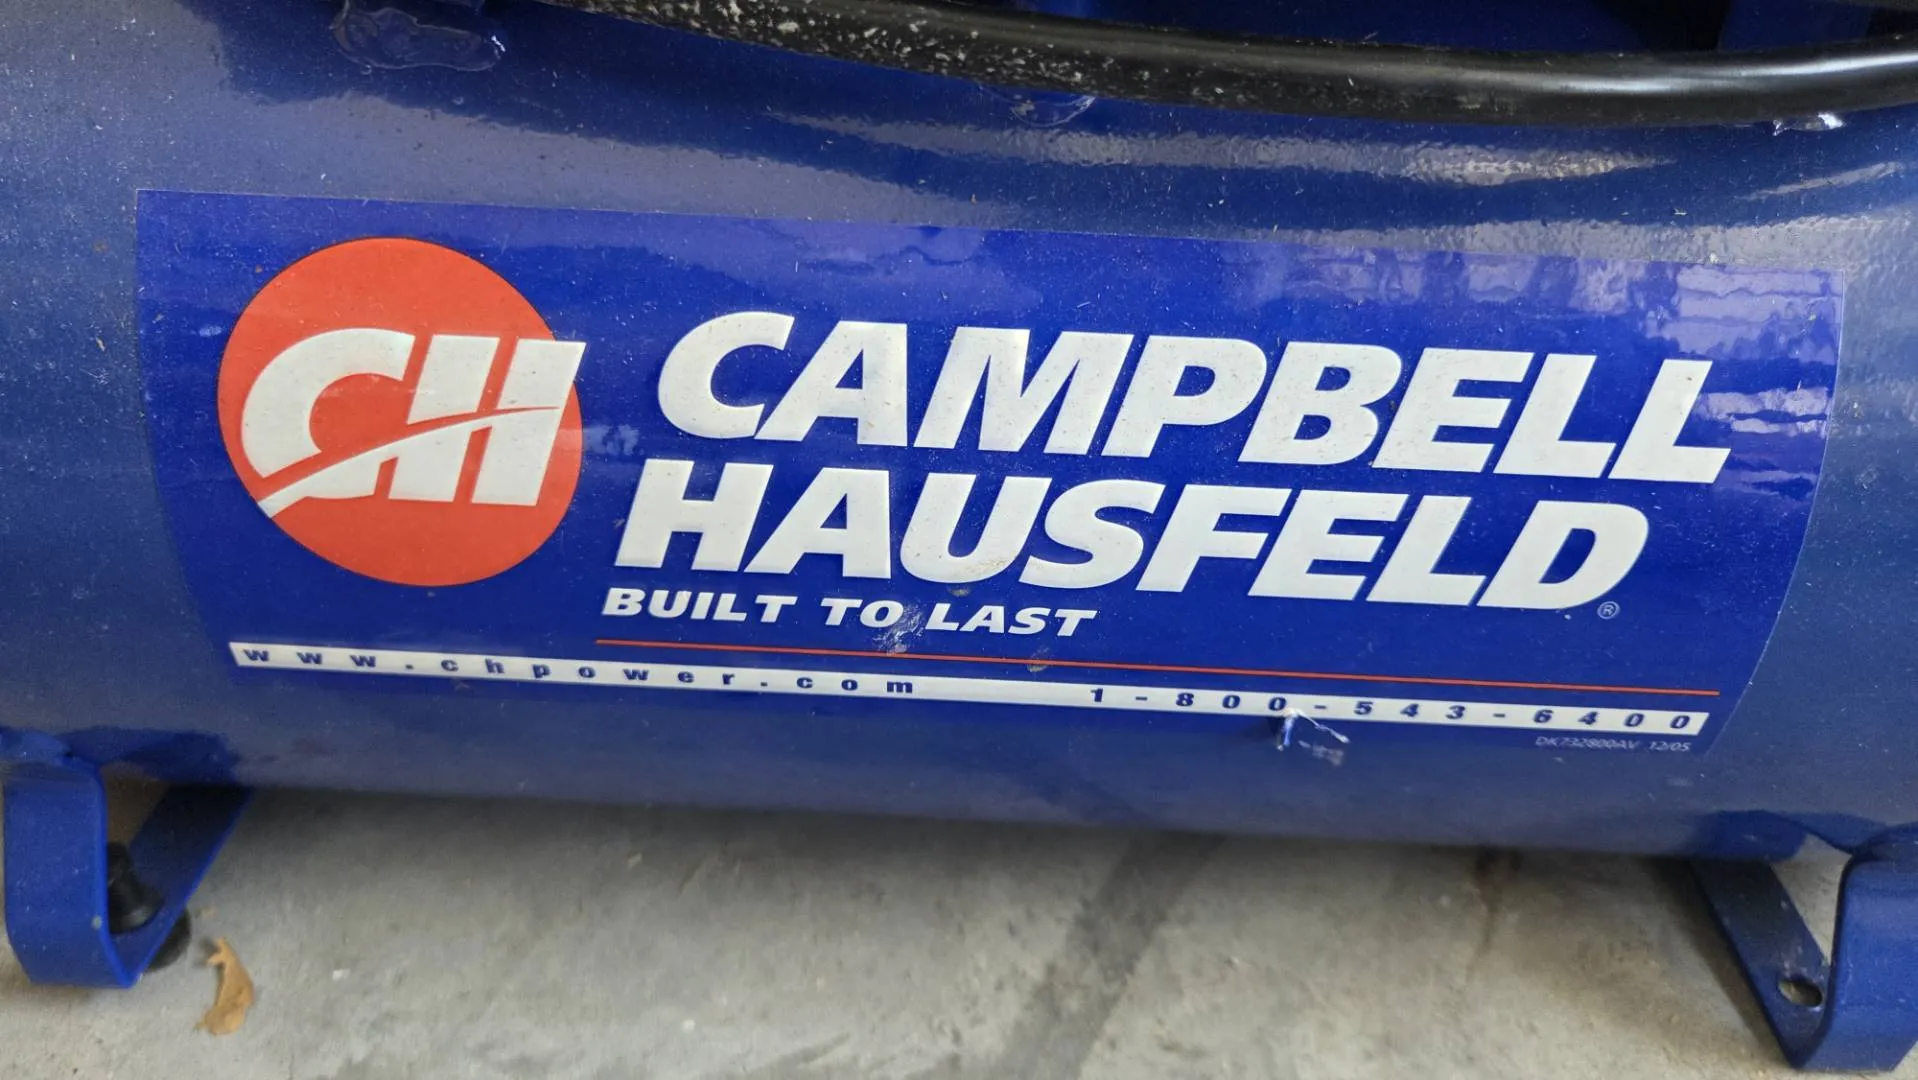 CH
CAMPBELL
HAUSFELD®
BUILT TO LAST
www.chpower.com 1-800-543-6400
DK732800AV 12/05